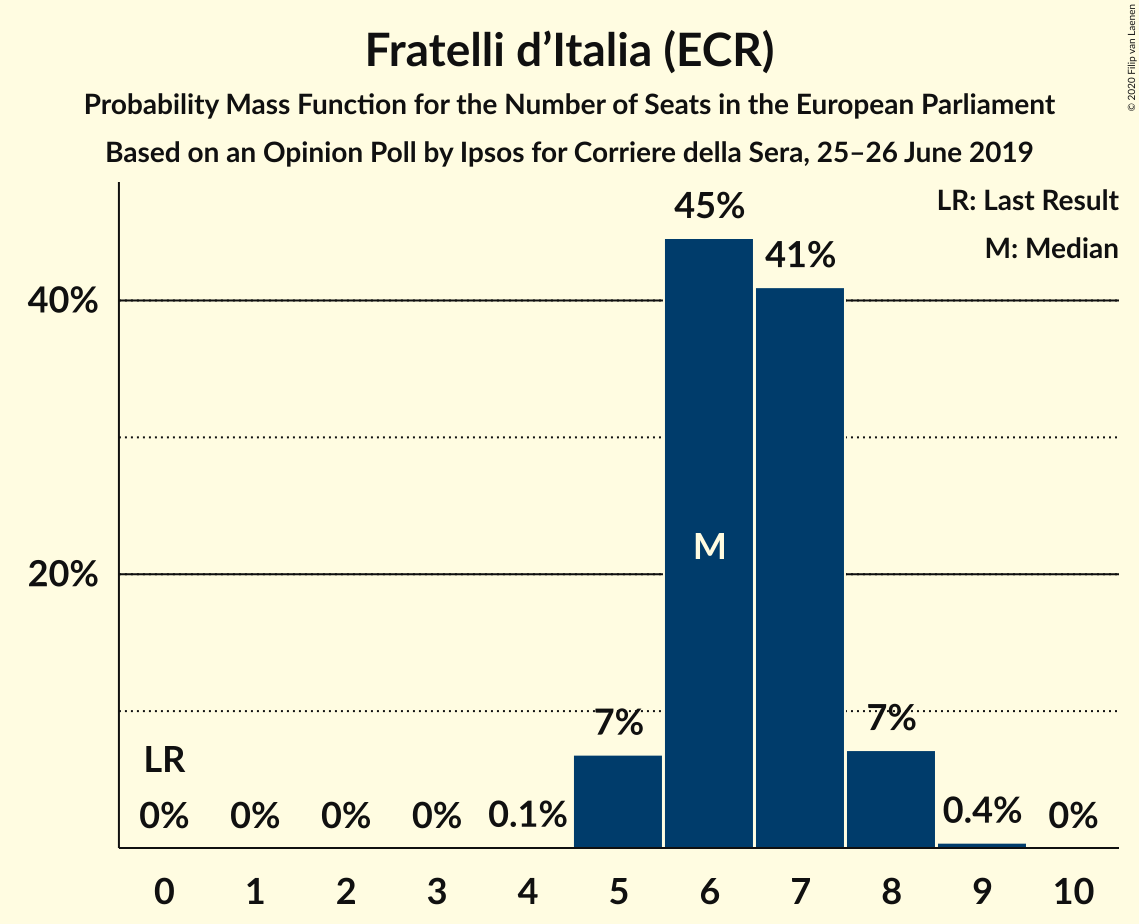 Fratelli d’Italia (ECR)
Probability Mass Function for the Number of Seats in the European Parliament
Based on an Opinion Poll by Ipsos for Corriere della Sera, 25–26 June 2019
© 2020 Filip van Laenen
LR: Last Result
M: Median
45%
41%
40%
20%
M
LR
0%
0%
0%
0%
0.1%
7%
7%
0.4%
0%
0 1 2 3 4 5 6 7 8 9 10